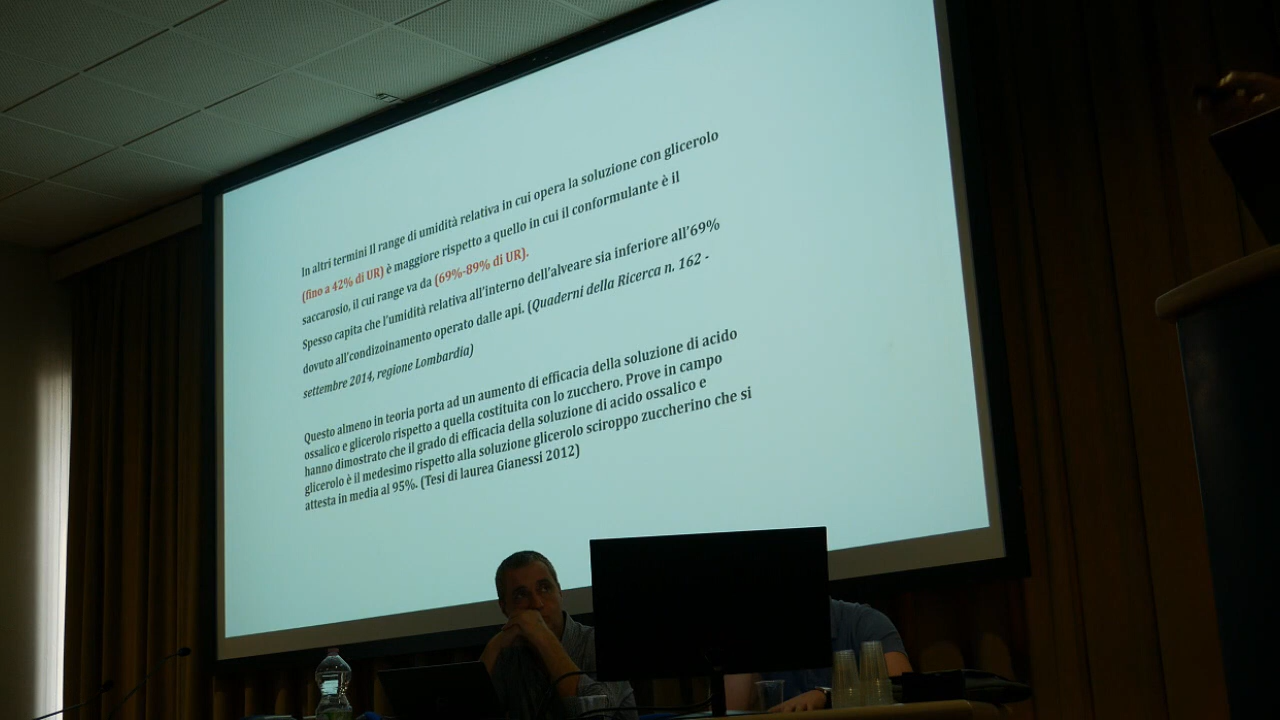 In altri termini Il range di umidità relativa in cui opera la soluzione con glicerolo
(fino a 42% di UR) è maggiore rispetto a quello in cui il conformulante è il
saccarosio, il cui range va da (69%-89% di UR).
Spesso capita che l'umidità relativa all'interno dell'alveare sia inferiore all'69%
dovuto all'condizoinamento operato dalle api. (Quaderni della Ricerca n. 162 -
settembre 2014, regione Lombardia)
Questo almeno in teoria porta ad un aumento di efficacia della soluzione di acido
ossalico e glicerolo rispetto a quella costituita con lo zucchero. Prove in campo
hanno dimostrato che il grado di efficacia della soluzione di acido ossalico e
glicerolo è il medesimo rispetto alla soluzione glicerolo sciroppo zuccherino che si
attesta in media al 95%. (Tesi di laurea Gianessi 2012)